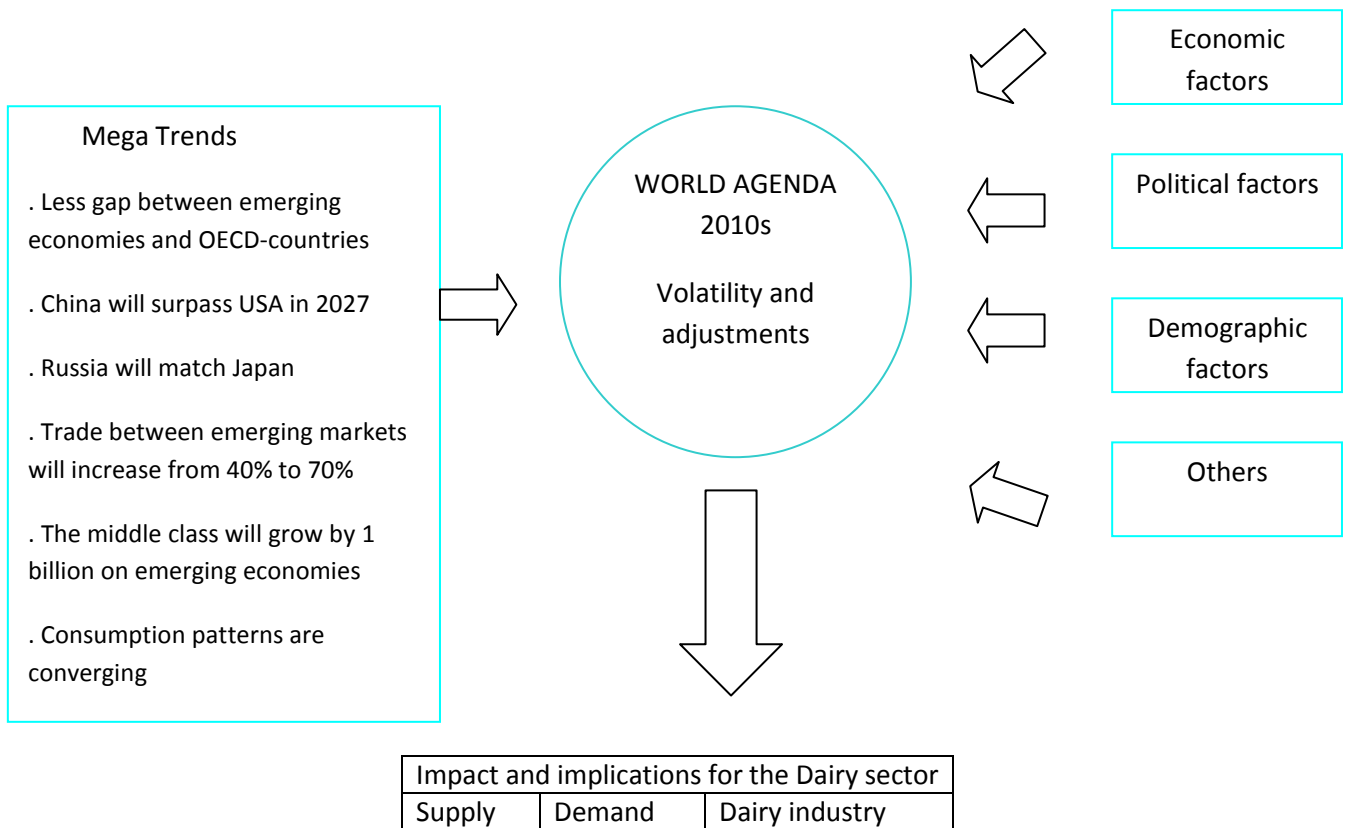 Mega Trends
. Less gap between emerging
economies and OECD-countries
. China will surpass USA in 2027
. Russia will match Japan
. Trade between emerging markets
will increase from 40% to 70%
. The middle class will grow by 1
billion on emerging economies
. Consumption patterns are
converging
WORLD AGENDA
2010s
Volatility and
adjustments
Economic
factors
Political factors
Demographic
factors
Others
Impact and implications for the Dairy sector
Supply Demand Dairy industry